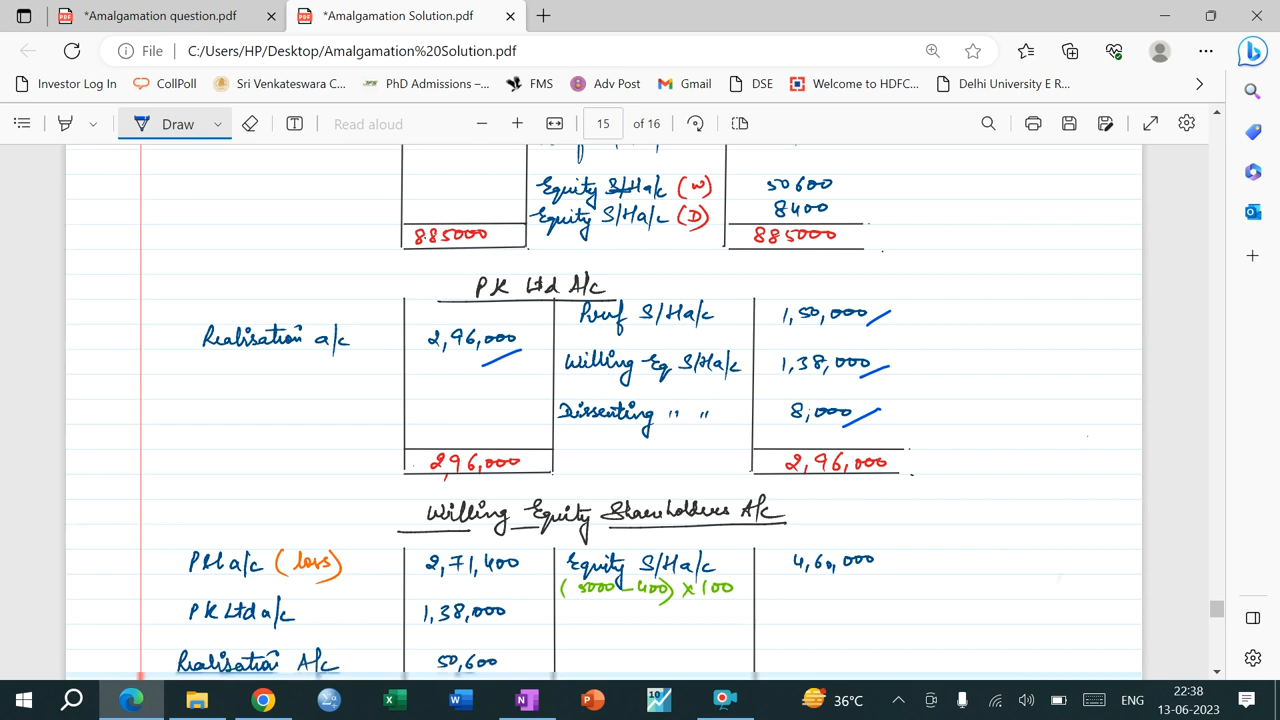 *Amalgamation question.pdf
*Amalgamation Solution.pdf
File C:/Users/HP/Desktop/Amalgamation%20Solution.pdf
Investor Log In CollPoll Sri Venkateswara C... PhD Admissions –... FMS Adv Post Gmail DSE Welcome to HDFC... Delhi University E R...
Draw Read aloud 15 of 16
Equity S/H a/c (W) 50600
Equity S/H a/c (D) 8400
885000 885000
PK Ltd A/c
Pref S/H a/c 1,50,000
Realisation a/c 2,96,000
Willing Eq S/H a/c 1,38,000
Dissenting " " 8,000
2,96,000 2,96,000
Willing Equity Shareholders A/c
P&L a/c (loss) 2,71,400 Equity S/H a/c 4,60,000
(5000 - 400) x 100
PK Ltd a/c 1,38,000
Realisation A/c 50,600
36°C ENG 22:38
13-06-2023